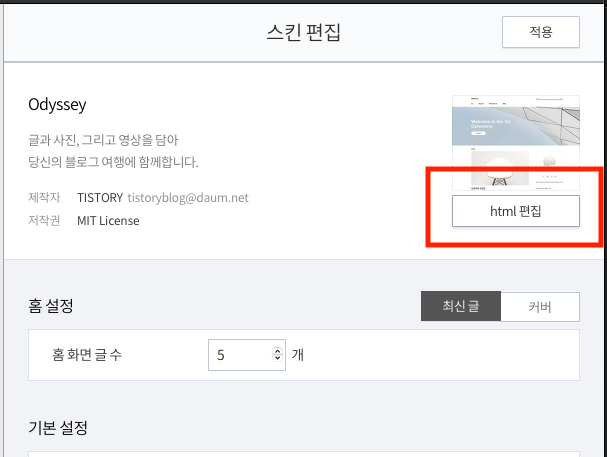 스킨 편집
적용
Odyssey
글과 사진, 그리고 영상을 담아
당신의 블로그 여행에 함께합니다.
제작자 TISTORY tistoryblog@daum.net
저작권 MIT License
Welcome to the 1st
Ceremony
html 편집
홈 설정
최신 글 커버
홈 화면 글 수 5 개
기본 설정